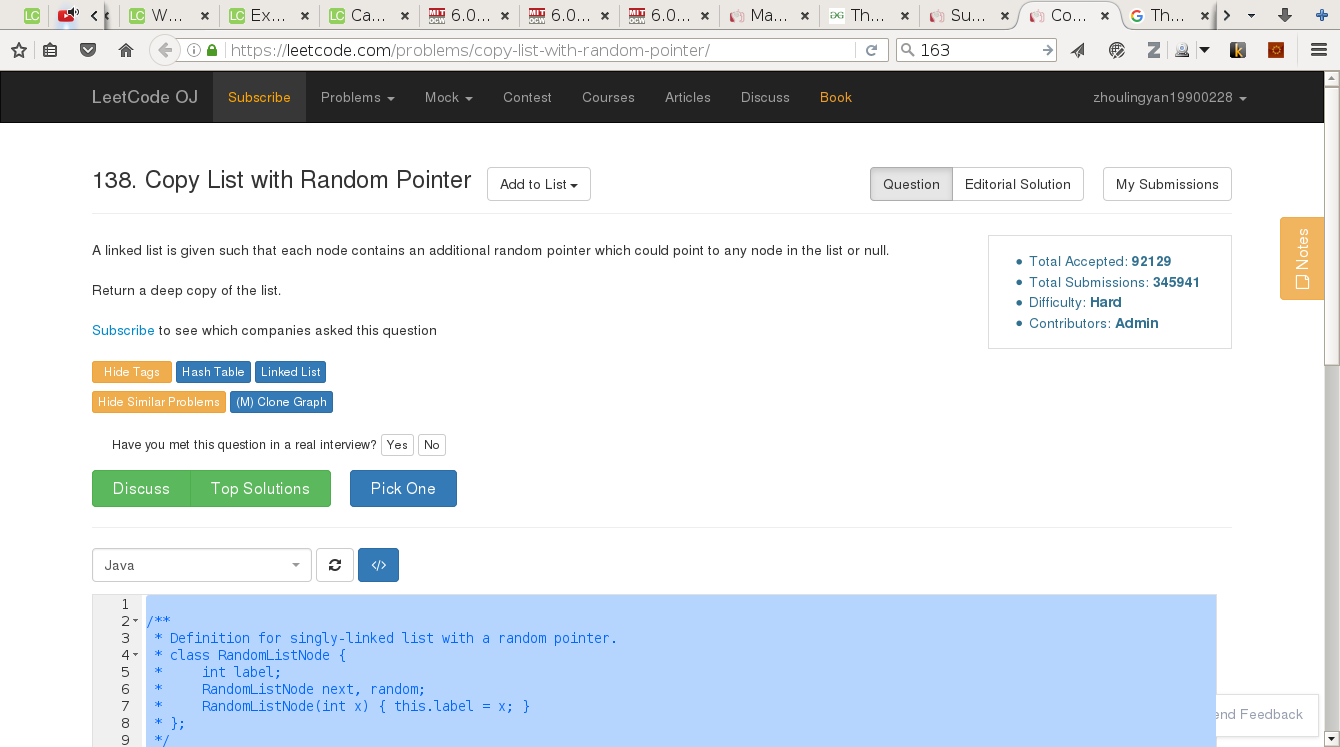 LC W... LC Ex... LC Ca... MIT OCW 6.0... MIT OCW 6.0... MIT OCW 6.0... Ma... Th... Su... Co... Th...
https://leetcode.com/problems/copy-list-with-random-pointer/ 163
LeetCode OJ Subscribe Problems Mock Contest Courses Articles Discuss Book zhoulingyan19900228
138. Copy List with Random Pointer Add to List Question Editorial Solution My Submissions
A linked list is given such that each node contains an additional random pointer which could point to any node in the list or null.
Return a deep copy of the list.
Subscribe to see which companies asked this question
Total Accepted: 92129
Total Submissions: 345941
Difficulty: Hard
Contributors: Admin
Notes
Hide Tags Hash Table Linked List
Hide Similar Problems (M) Clone Graph
Have you met this question in a real interview? Yes No
Discuss Top Solutions Pick One
Java </>
1
2 /**
3 * Definition for singly-linked list with a random pointer.
4 * class RandomListNode {
5 * int label;
6 * RandomListNode next, random;
7 * RandomListNode(int x) { this.label = x; }
8 * };
9 */
end Feedback